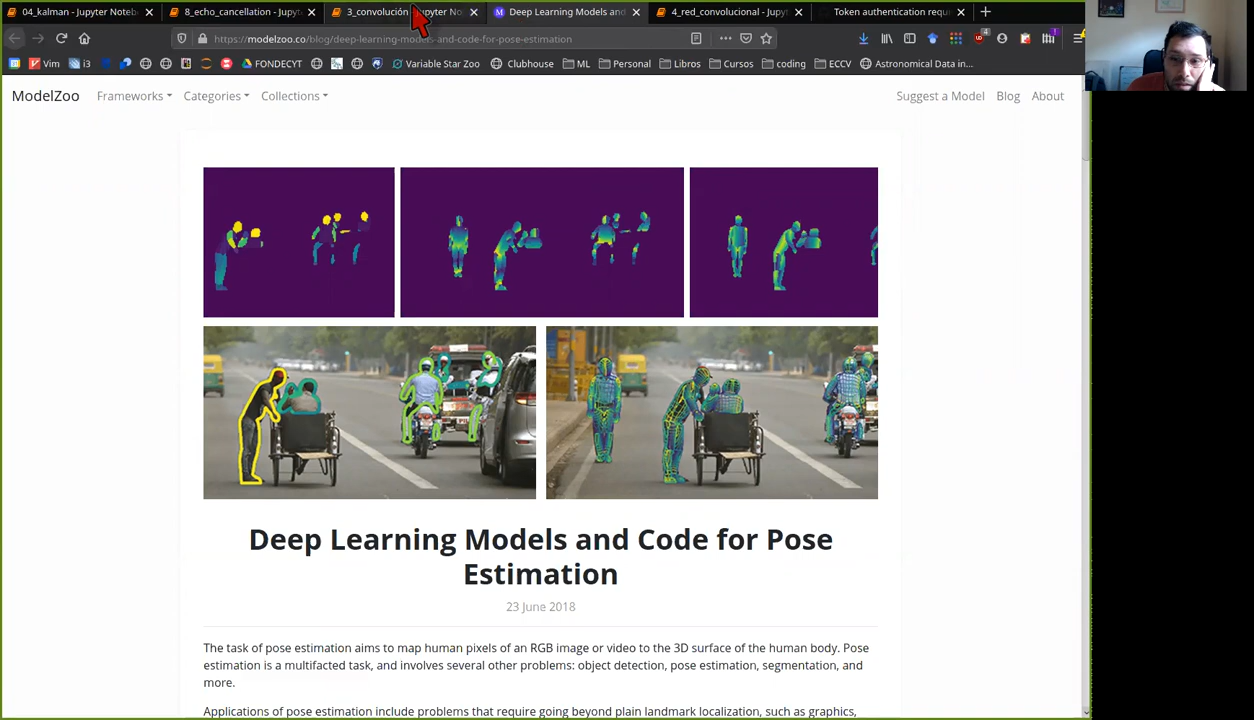 04_kalman - Jupyter Noteb
8_echo_cancellation - Jupyt
3_convolución
Jupyter No
Deep Learning Models and
4_red_convolucional - Jupyt
Token authentication requ
https://modelzoo.co/blog/deep-learning-models-and-code-for-pose-estimation
4
1
Vim
i3
FONDECYT
Variable Star Zoo
Clubhouse
ML
Personal
Libros
Cursos
coding
ECCV
Astronomical Data in...
ModelZoo
Frameworks
Categories
Collections
Suggest a Model
Blog
About
Deep Learning Models and Code for Pose
Estimation
23 June 2018
The task of pose estimation aims to map human pixels of an RGB image or video to the 3D surface of the human body. Pose
estimation is a multifacted task, and involves several other problems: object detection, pose estimation, segmentation, and
more.
Applications of pose estimation include problems that require going beyond plain landmark localization, such as graphics,